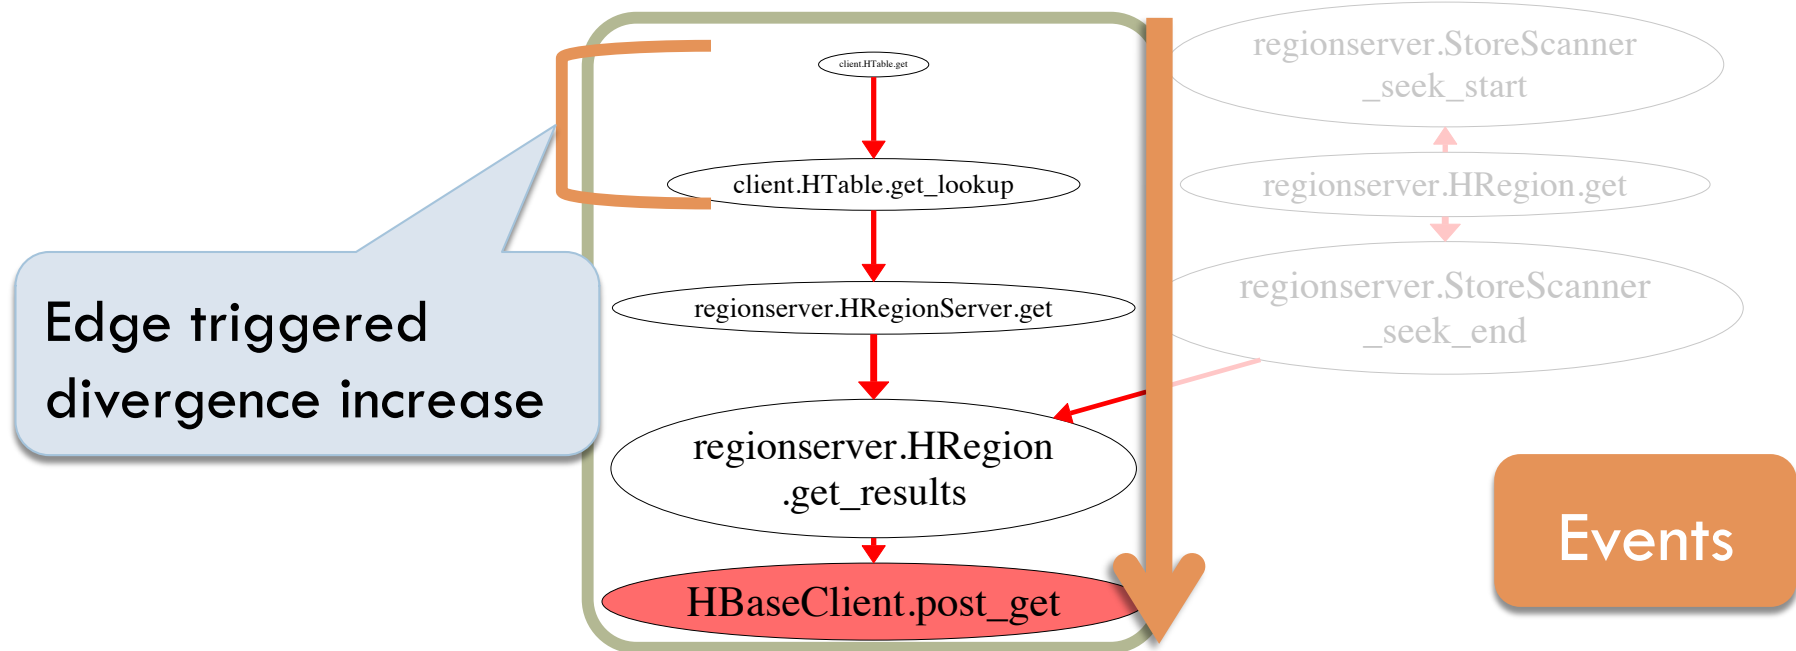 client.HTable.get
client.HTable.get_lookup
regionserver.HRegionServer.get
regionserver.HRegion
.get_results
HBaseClient.post_get
regionserver.StoreScanner
_seek_start
regionserver.HRegion.get
regionserver.StoreScanner
_seek_end
Edge triggered
divergence increase
Events